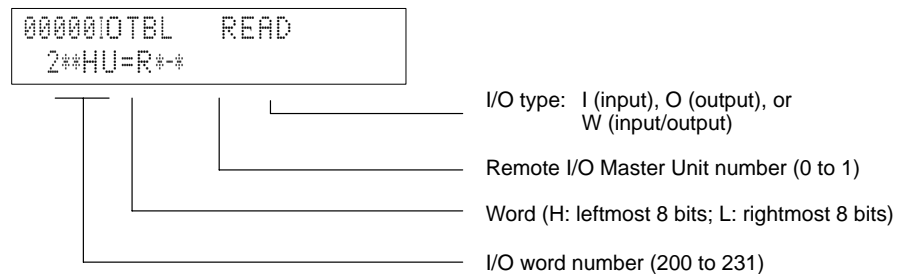 00000IOTBL READ
2**HU=R*-*
I/O type: I (input), O (output), or
W (input/output)
Remote I/O Master Unit number (0 to 1)
Word (H: leftmost 8 bits; L: rightmost 8 bits)
I/O word number (200 to 231)